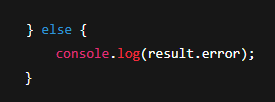 } else {
    console.log(result.error);
}